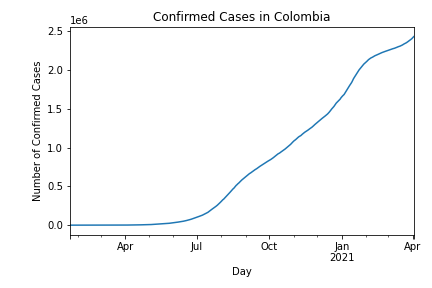 Confirmed Cases in Colombia
1e6
2.5
2.0
1.5
1.0
0.5
0.0
Number of Confirmed Cases
Apr Jul Oct Jan Apr
2021
Day